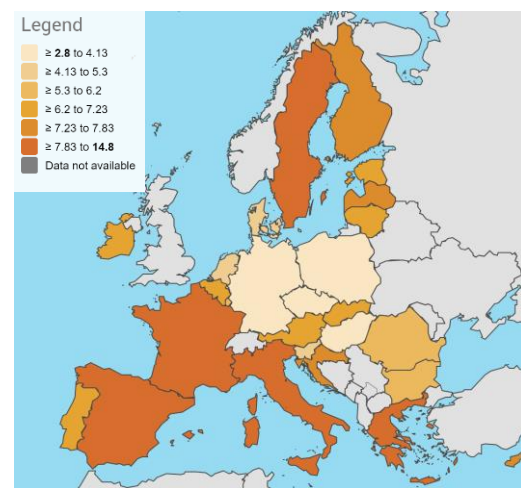 Legend
≥ 2.8 to 4.13
≥ 4.13 to 5.3
≥ 5.3 to 6.2
≥ 6.2 to 7.23
≥ 7.23 to 7.83
≥ 7.83 to 14.8
Data not available